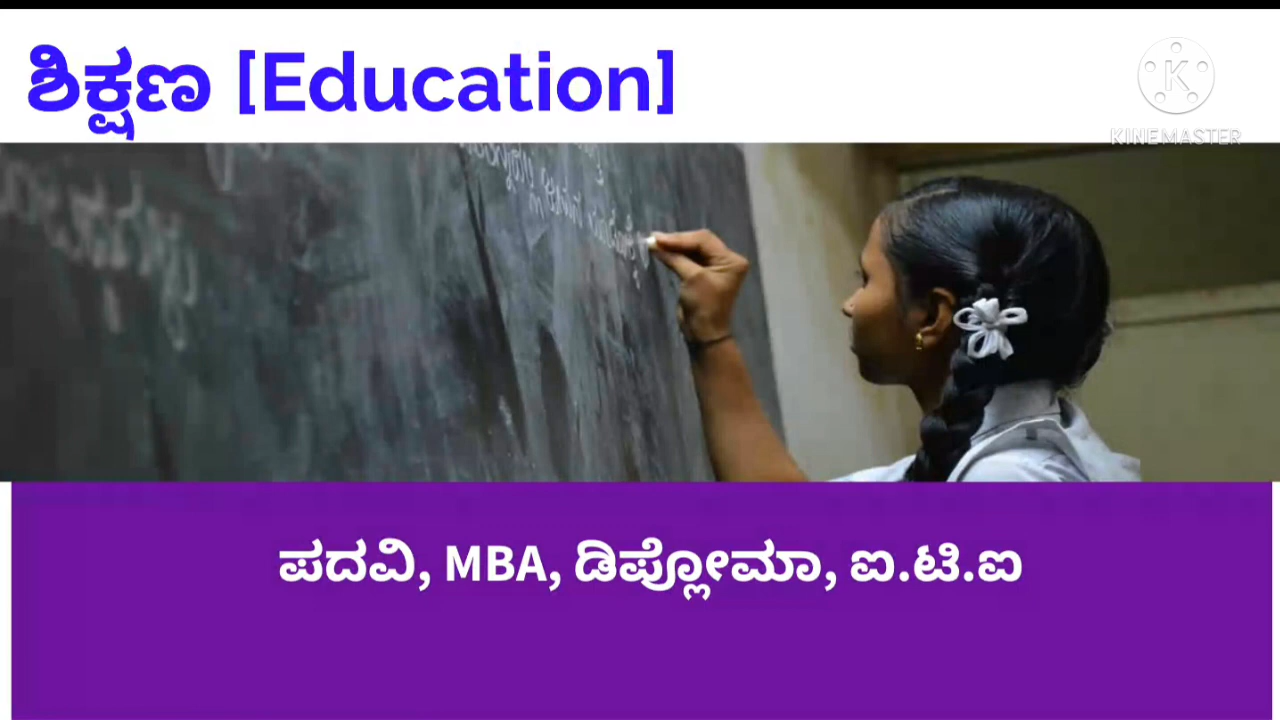 ಶಿಕ್ಷಣ [Education]
K
KINEMASTER
ಪದವಿ, MBA, ಡಿಪ್ಲೋಮಾ, ಐ.ಟಿ.ಐ